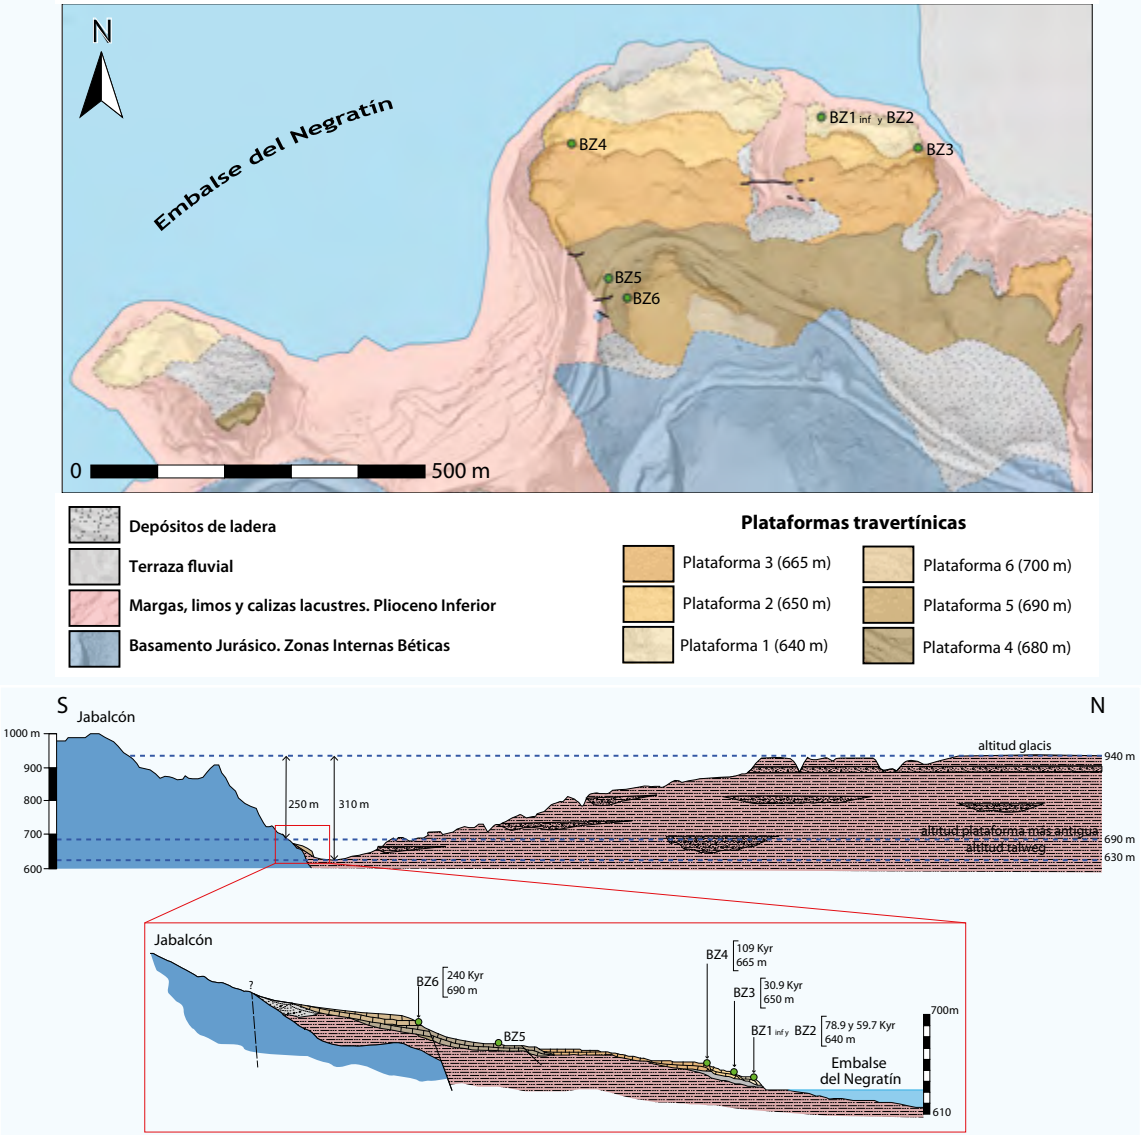 N
Embalse del Negratín
BZ1 inf y BZ2
BZ4
BZ3
BZ5
BZ6
0 500 m
Depósitos de ladera
Terraza fluvial
Margas, limos y calizas lacustres. Plioceno Inferior
Basamento Jurásico. Zonas Internas Béticas
Plataformas travertínicas
Plataforma 3 (665 m)
Plataforma 2 (650 m)
Plataforma 1 (640 m)
Plataforma 6 (700 m)
Plataforma 5 (690 m)
Plataforma 4 (680 m)
S
N
Jabalcón
1000 m
900
800
700
600
250 m
310 m
altitud glacis
940 m
altitud plataforma más antigua
690 m
altitud talweg
630 m
Jabalcón
?
BZ6
240 Kyr
690 m
BZ5
BZ4
109 Kyr
665 m
BZ3
30.9 Kyr
650 m
BZ1 inf y BZ2
78.9 y 59.7 Kyr
640 m
Embalse
del Negratín
700m
610